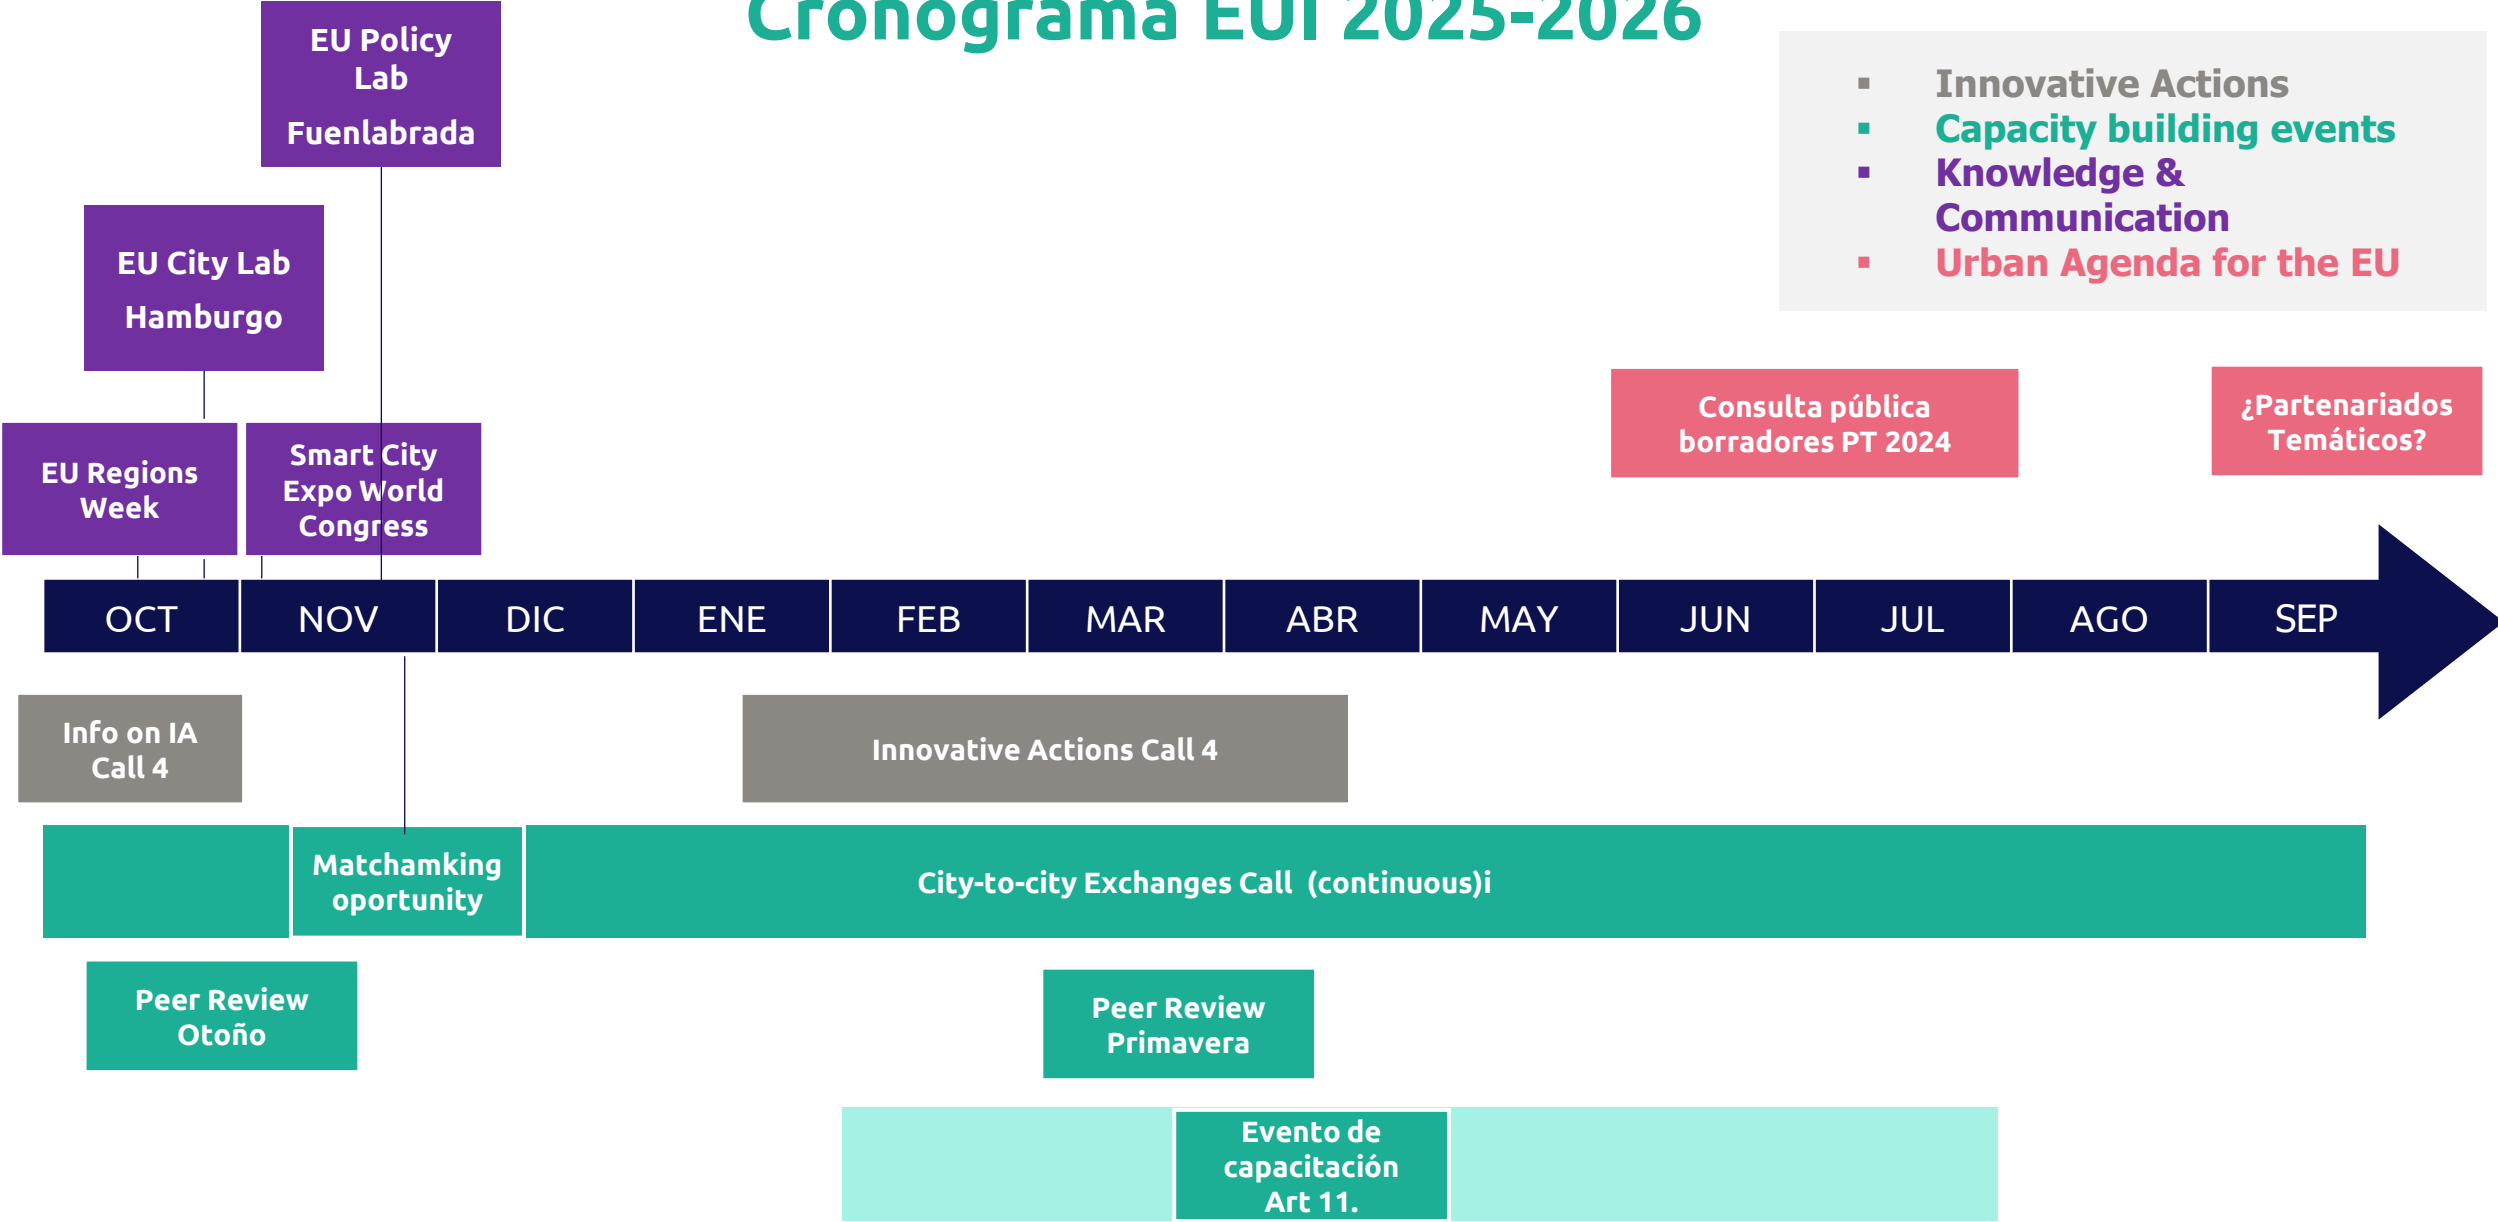 Cronograma EUI 2025-2026
EU Policy
Lab
Fuenlabrada
▪ Innovative Actions
▪ Capacity building events
▪ Knowledge &
Communication
▪ Urban Agenda for the EU
EU City Lab
Hamburgo
Consulta pública
borradores PT 2024
¿Partenariados
Temáticos?
EU Regions
Week
Smart City
Expo World
Congress
OCT NOV DIC ENE FEB MAR ABR MAY JUN JUL AGO SEP
Info on IA
Call 4
Innovative Actions Call 4
Matchamking
oportunity
City-to-city Exchanges Call (continuous)i
Peer Review
Otoño
Peer Review
Primavera
Evento de
capacitación
Art 11.